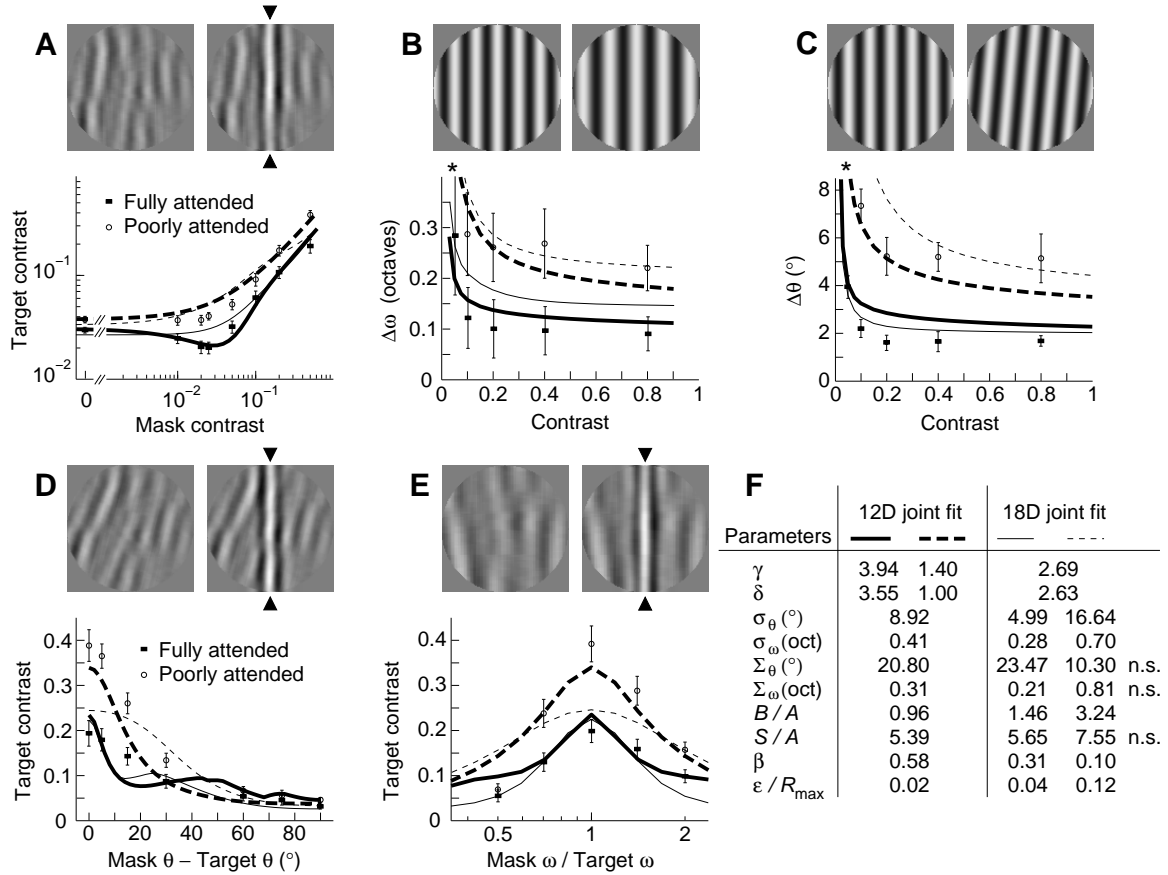 A
Target contrast
10⁻¹
10⁻²
Fully attended
Poorly attended
0
10⁻²
10⁻¹
Mask contrast
B
*
Δω (octaves)
0.3
0.2
0.1
0
0
0.2
0.4
0.6
0.8
1
Contrast
C
*
Δθ (°)
8
6
4
2
0
0
0.2
0.4
0.6
0.8
1
Contrast
D
Target contrast
0.4
0.3
0.2
0.1
0
Fully attended
Poorly attended
0
20
40
60
80
Mask θ – Target θ (°)
E
Target contrast
0.4
0.3
0.2
0.1
0
0.5
1
2
Mask ω / Target ω
F
12D joint fit 18D joint fit
Parameters
γ 3.94 1.40 2.69
δ 3.55 1.00 2.63
σθ (°) 8.92 4.99 16.64
σω (oct) 0.41 0.28 0.70
Σθ (°) 20.80 23.47 10.30 n.s.
Σω (oct) 0.31 0.21 0.81 n.s.
B / A 0.96 1.46 3.24
S / A 5.39 5.65 7.55 n.s.
β 0.58 0.31 0.10
ε / Rmax 0.02 0.04 0.12